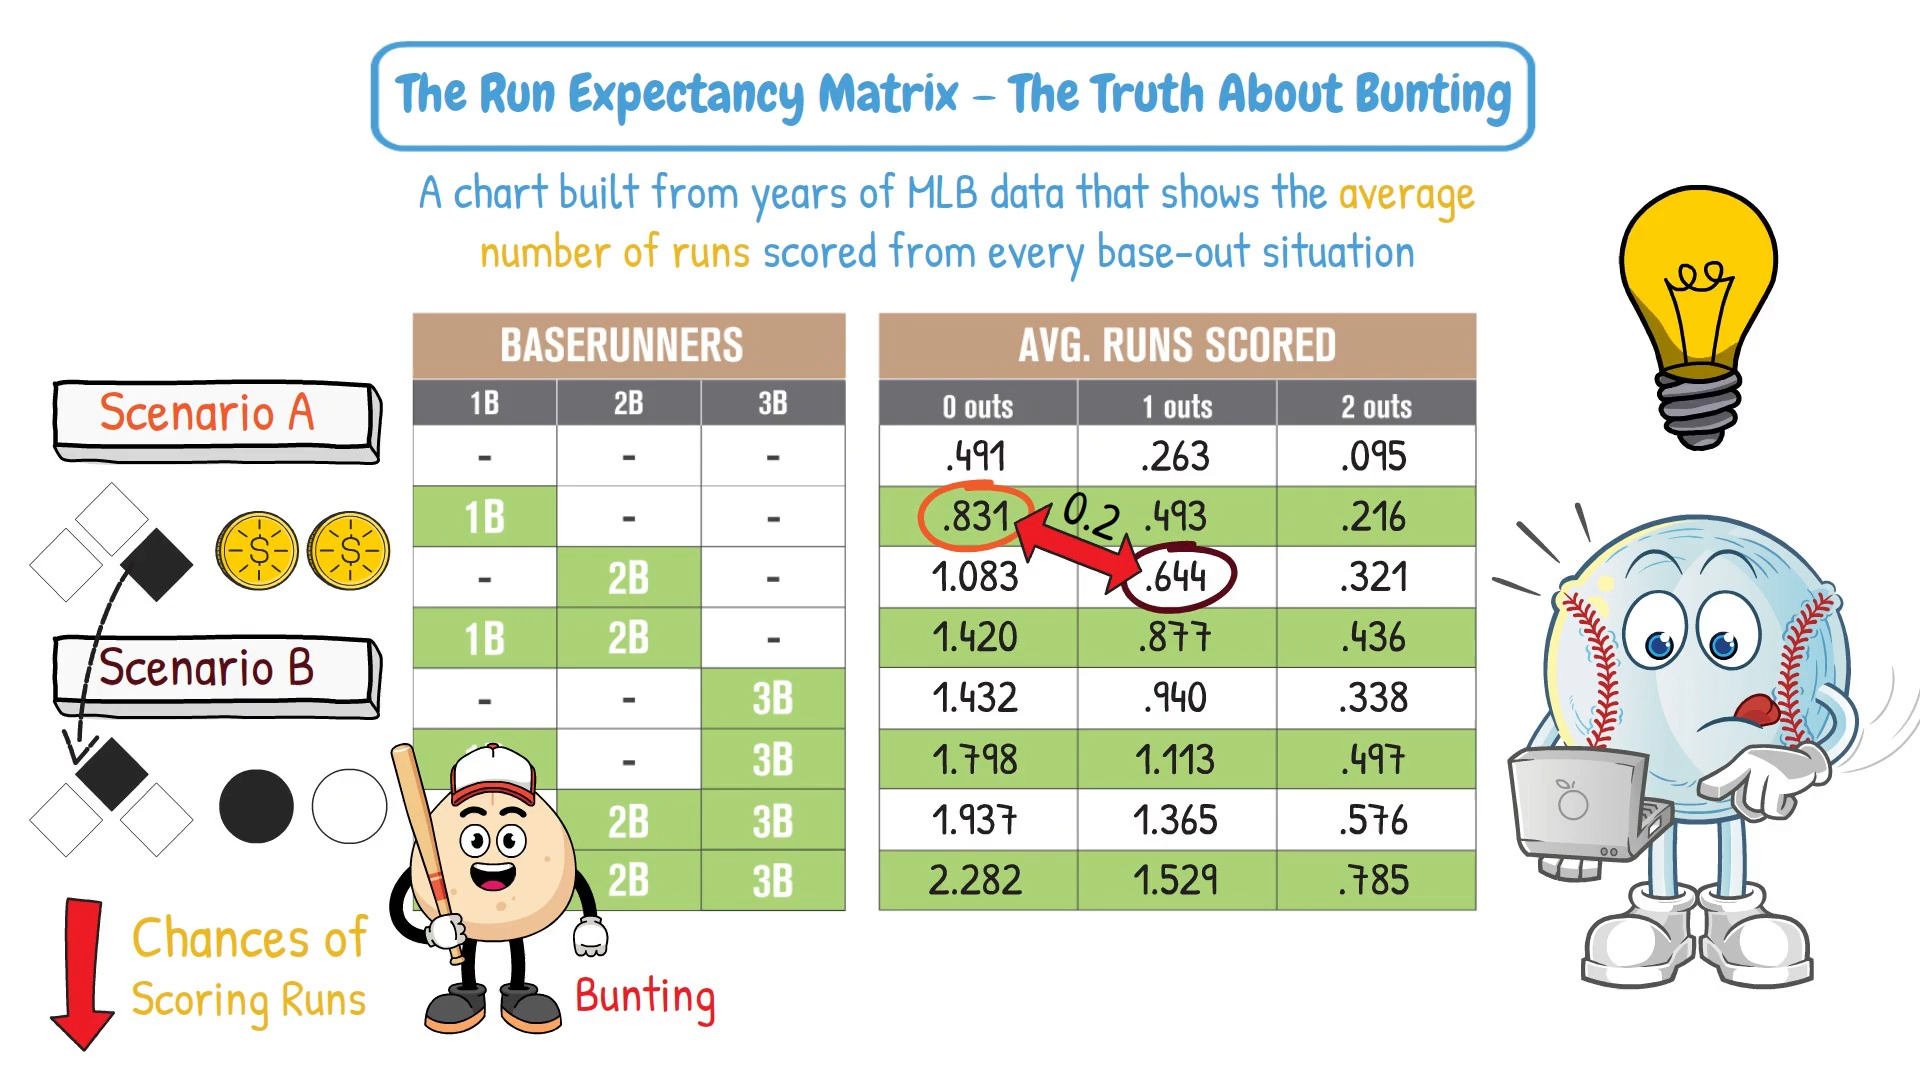 The Run Expectancy Matrix – The Truth About Bunting
A chart built from years of MLB data that shows the average
number of runs scored from every base-out situation
BASERUNNERS
1B 2B 3B
- - -
1B - -
- 2B -
1B 2B -
- - 3B
- 3B
2B 3B
2B 3B
AVG. RUNS SCORED
0 outs 1 outs 2 outs
.491 .263 .095
.831 0.2 .493 .216
1.083 .644 .321
1.420 .877 .436
1.432 .940 .338
1.798 1.113 .497
1.937 1.365 .576
2.282 1.529 .785
Scenario A
$ $
Scenario B
Chances of
Scoring Runs
Bunting